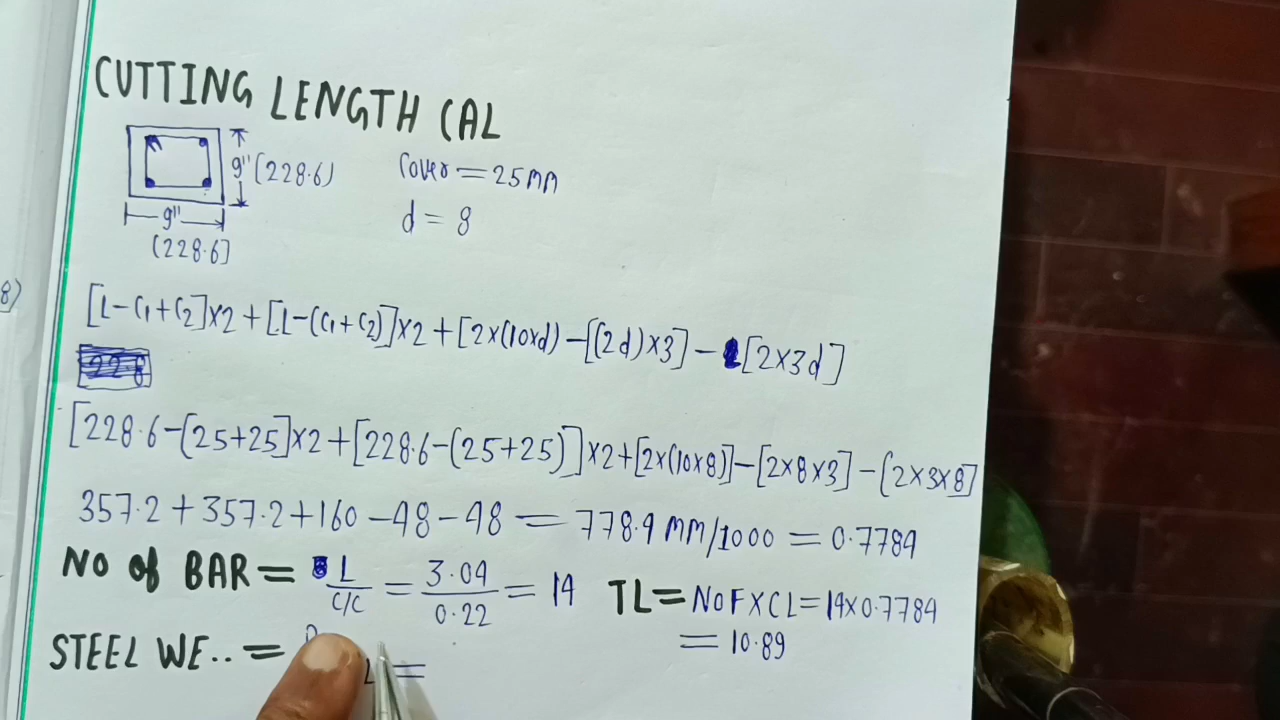 CUTTING LENGTH CAL
9" (228.6)
Cover = 25MM
d = 8
9"
(228.6]
8)
[L-C1+C2]x2+[L-(C1+C2)]x2+[2x(10xd)-[(2d)x3]-[2x3d]
[228.6-(25+25]x2+[228.6-(25+25)]x2+[2x(10x8)]-[2x8x3]-[2x3x8]
357.2+357.2+160-48-48=778.4 MM/1000=0.7784
NO of BAR= L/C/C = 3.04/0.22 = 14
TL=NOFXCL=14x0.7784
=10.89
STEEL WE.. =
=